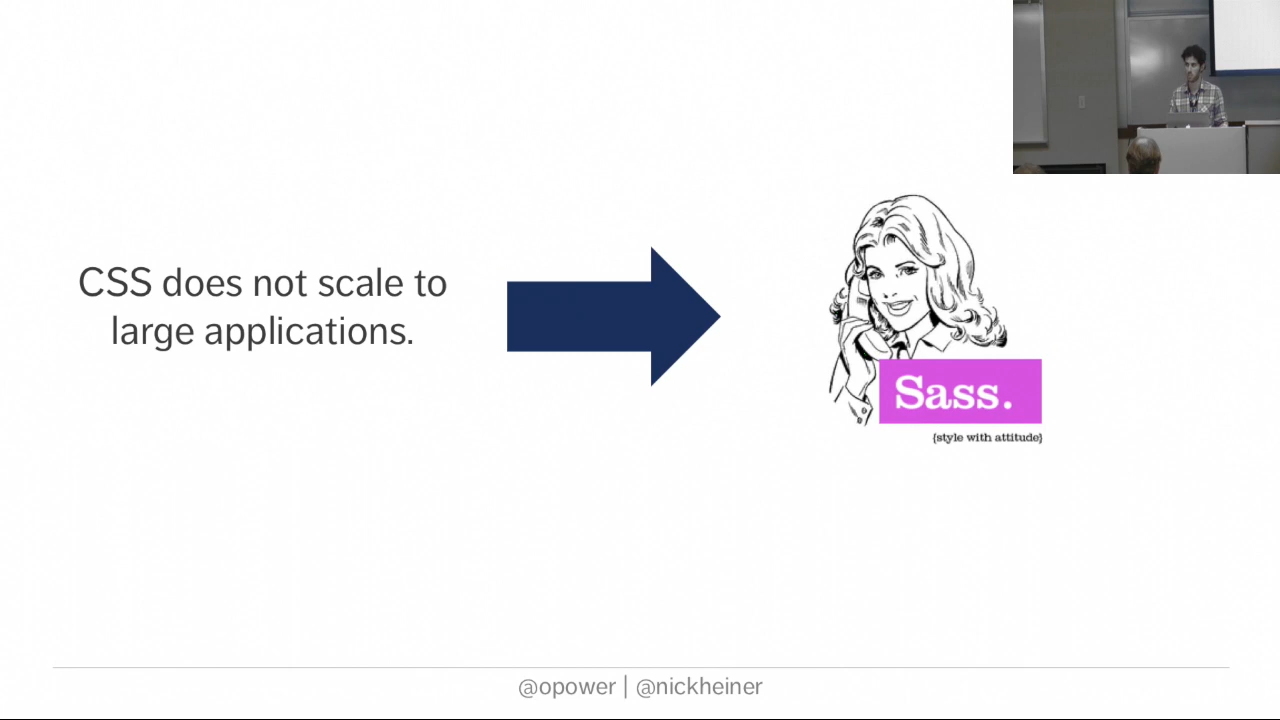 CSS does not scale to
large applications.
Sass.
{style with attitude}
@opower | @nickheiner